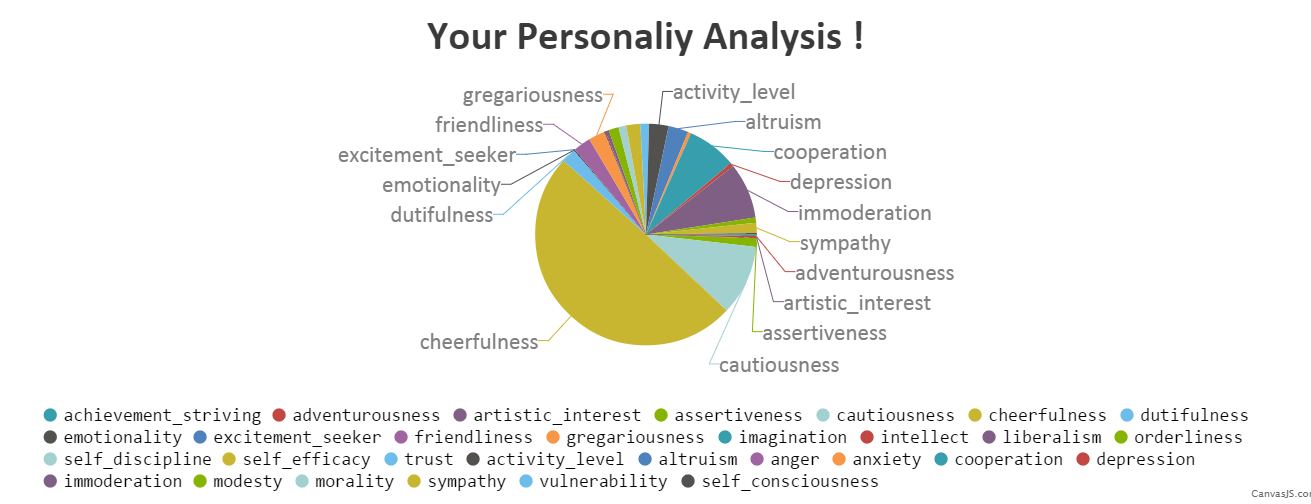 Your Personaliy Analysis !
gregariousness
activity_level
friendliness
altruism
excitement_seeker
cooperation
emotionality
depression
dutifulness
immoderation
sympathy
adventurousness
artistic_interest
assertiveness
cheerfulness
cautiousness
achievement_striving adventurousness artistic_interest assertiveness cautiousness cheerfulness dutifulness
emotionality excitement_seeker friendliness gregariousness imagination intellect liberalism orderliness
self_discipline self_efficacy trust activity_level altruism anger anxiety cooperation depression
immoderation modesty morality sympathy vulnerability self_consciousness
CanvasJS.co